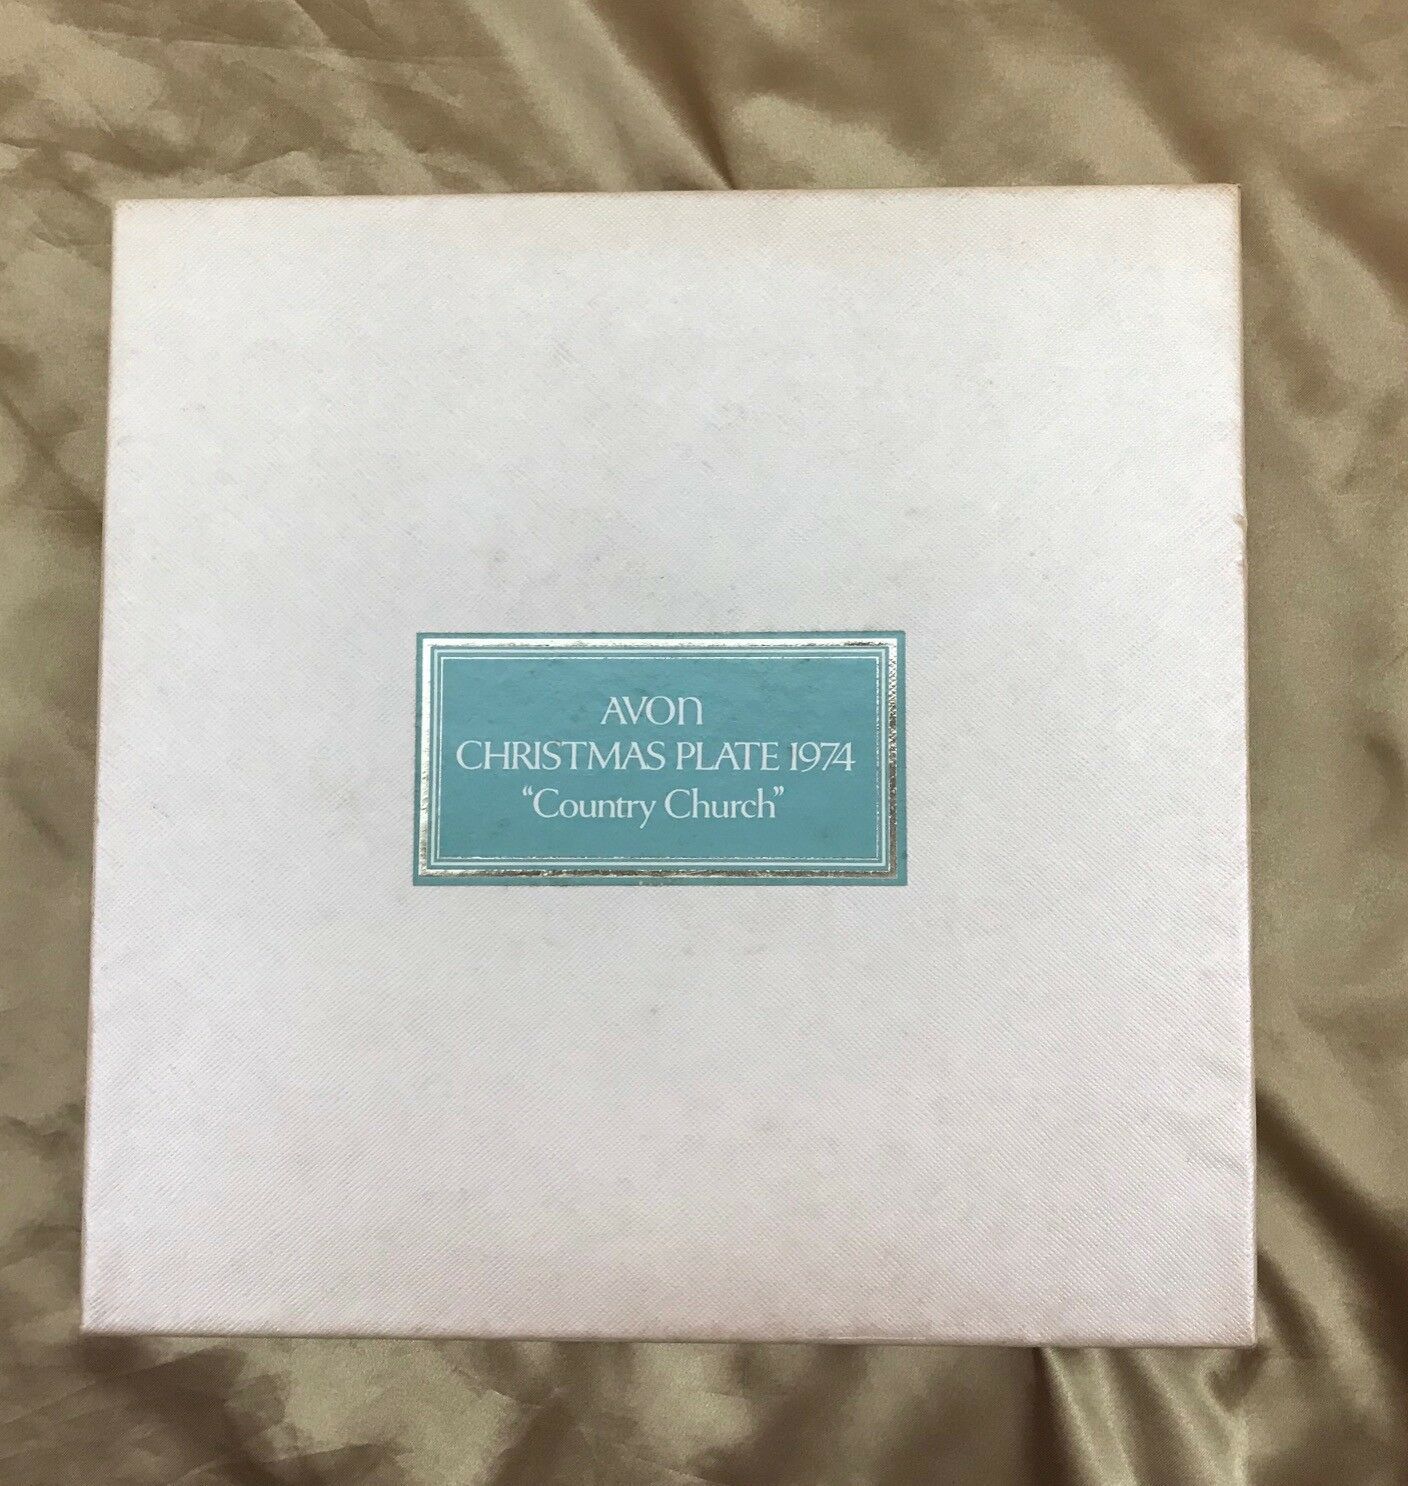 AVON
CHRISTMAS PLATE 1974
“Country Church”